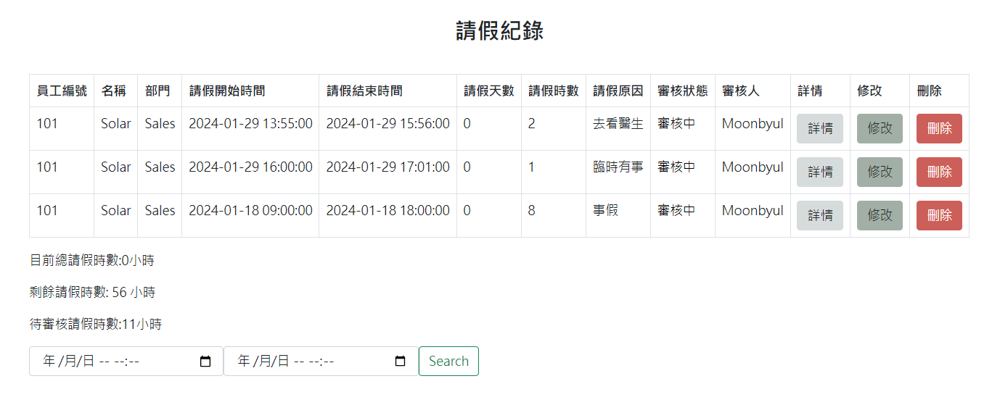 請假紀錄
員工編號 名稱 部門 請假開始時間 請假結束時間 請假天數 請假時數 請假原因 審核狀態 審核人 詳情 修改 刪除
101 Solar Sales 2024-01-29 13:55:00 2024-01-29 15:56:00 0 2 去看醫生 審核中 Moonbyul 詳情 修改 刪除
101 Solar Sales 2024-01-29 16:00:00 2024-01-29 17:01:00 0 1 臨時有事 審核中 Moonbyul 詳情 修改 刪除
101 Solar Sales 2024-01-18 09:00:00 2024-01-18 18:00:00 0 8 事假 審核中 Moonbyul 詳情 修改 刪除
目前總請假時數:0小時
剩餘請假時數: 56 小時
待審核請假時數:11小時
年 /月/日 -- --:-- 年 /月/日 -- --:-- Search